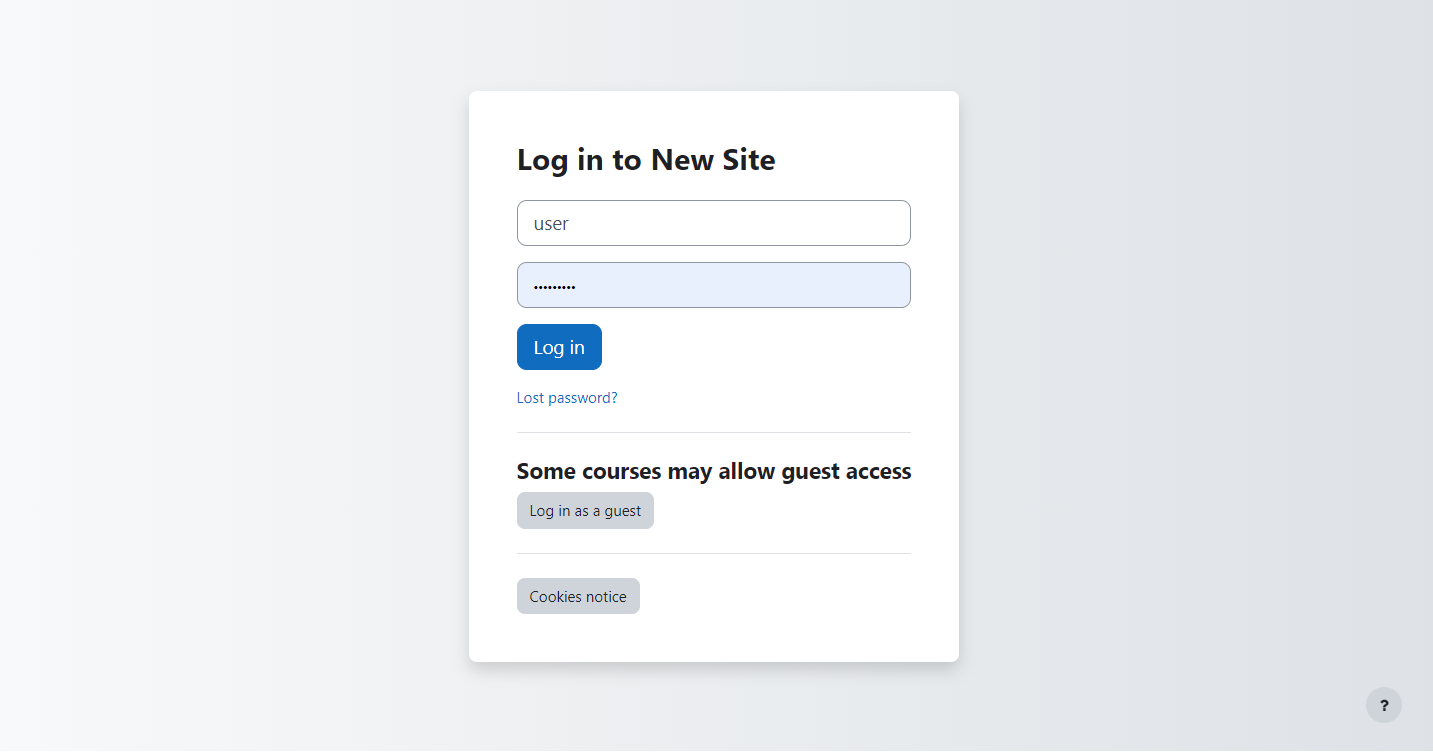 Log in to New Site
user
•••••••••
Log in
Lost password?
Some courses may allow guest access
Log in as a guest
Cookies notice
?